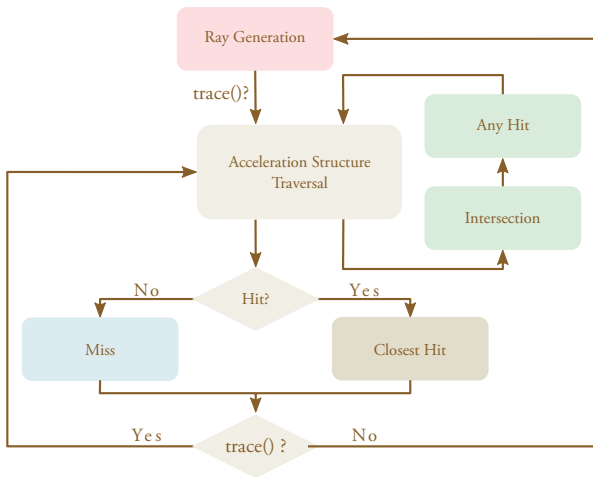 Ray Generation
trace()?
Any Hit
Acceleration Structure
Traversal
Intersection
No
Hit?
Yes
Miss
Closest Hit
Yes
trace() ?
No